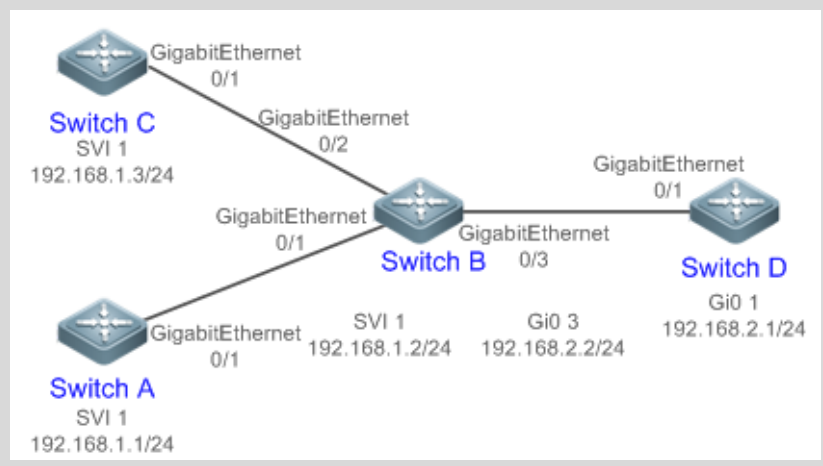 GigabitEthernet
0/1
Switch C
SVI 1
192.168.1.3/24
GigabitEthernet
0/2
GigabitEthernet
0/1
GigabitEthernet
0/1
Switch B
GigabitEthernet
0/3
Switch D
Gi0 1
192.168.2.1/24
SVI 1
192.168.1.2/24
Gi0 3
192.168.2.2/24
GigabitEthernet
0/1
Switch A
SVI 1
192.168.1.1/24